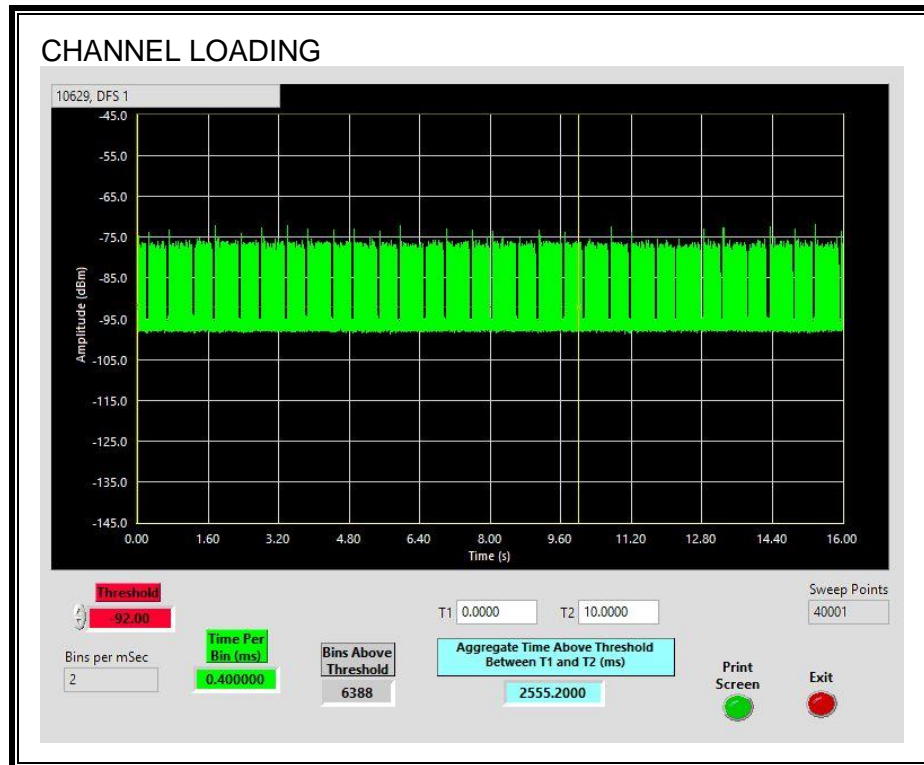 CHANNEL LOADING
10629, DFS 1
-45.0
-55.0
-65.0
-75.0
-85.0
-95.0
-105.0
-115.0
-125.0
-135.0
-145.0
Amplitude (dBm)
0.00 1.60 3.20 4.80 6.40 8.00 9.60 11.20 12.80 14.40 16.00
Time (s)
Threshold
-92.00
T1 0.0000 T2 10.0000
Sweep Points
40001
Bins per mSec
2
Time Per
Bin (ms)
0.400000
Bins Above
Threshold
6388
Aggregate Time Above Threshold
Between T1 and T2 (ms)
2555.2000
Print
Screen
Exit